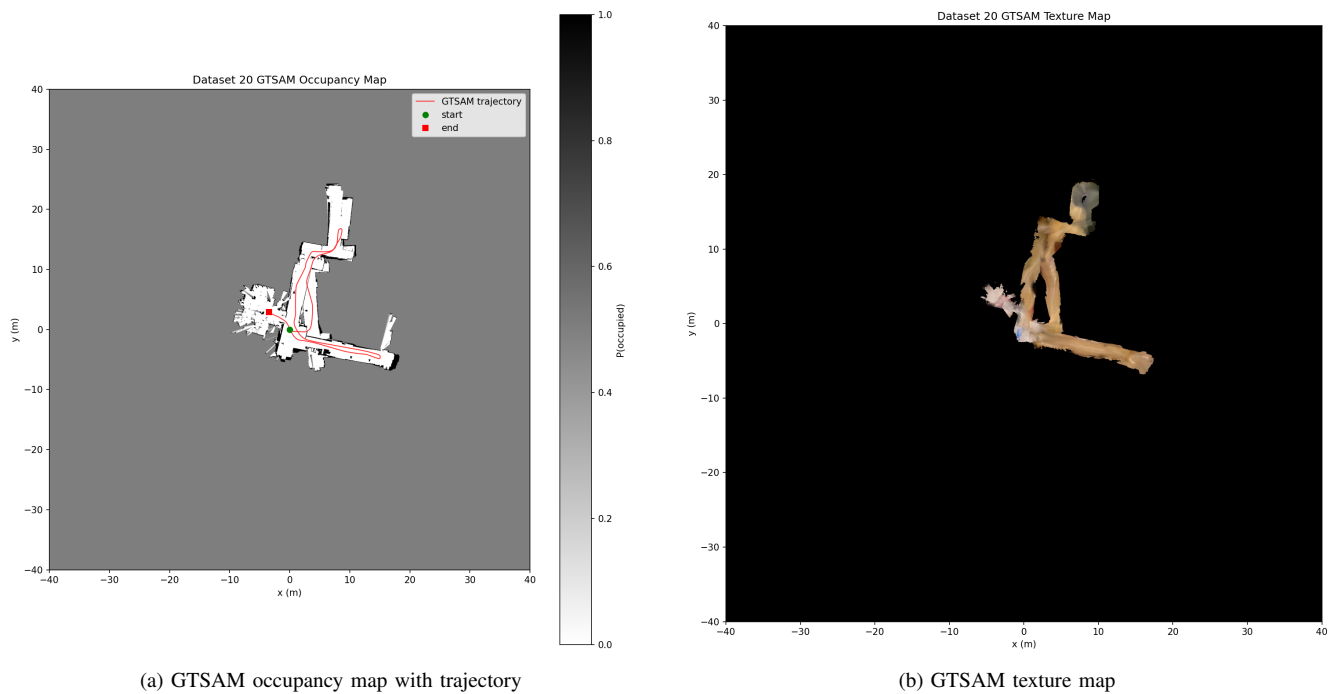 Dataset 20 GTSAM Occupancy Map
GTSAM trajectory
start
end
40
30
20
10
0
−10
−20
−30
−40
y (m)
−40 −30 −20 −10 0 10 20 30 40
x (m)
1.0
0.8
0.6
0.4
0.2
0.0
P(occupied)
(a) GTSAM occupancy map with trajectory
Dataset 20 GTSAM Texture Map
40
30
20
10
0
−10
−20
−30
−40
y (m)
−40 −30 −20 −10 0 10 20 30 40
x (m)
(b) GTSAM texture map